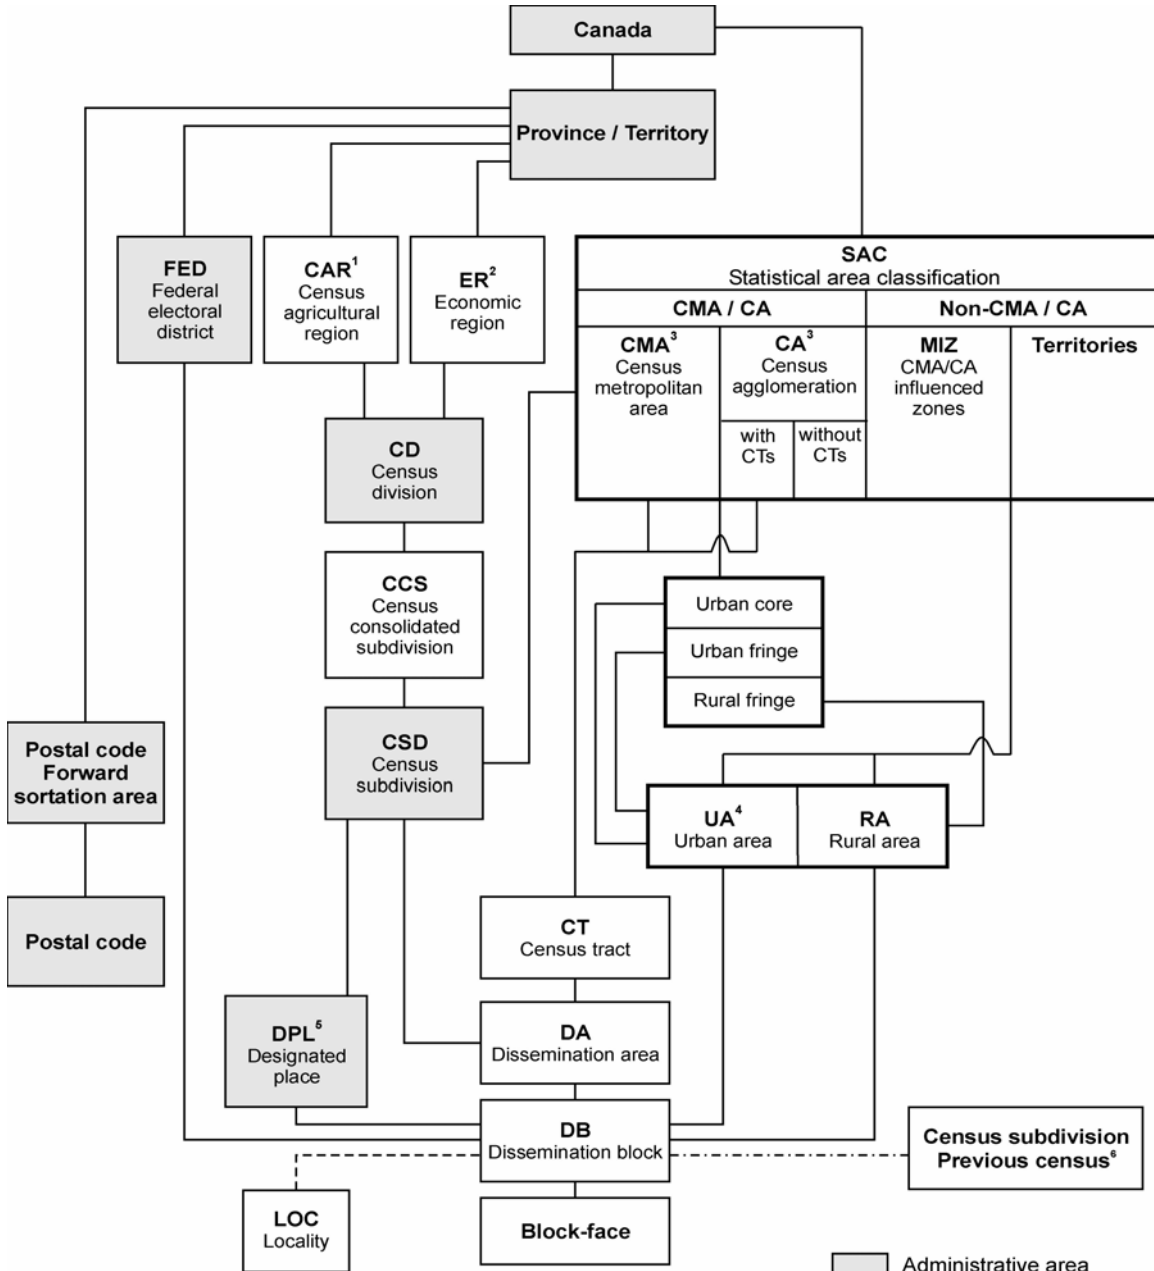 Canada
Province / Territory
FED
Federal
electoral
district
CAR¹
Census
agricultural
region
ER²
Economic
region
SAC
Statistical area classification
CMA / CA
Non-CMA / CA
CMA³
Census
metropolitan
area
CA³
Census
agglomeration
with
CTs
without
CTs
MIZ
CMA/CA
influenced
zones
Territories
CD
Census
division
CCS
Census
consolidated
subdivision
Urban core
Urban fringe
Rural fringe
CSD
Census
subdivision
Postal code
Forward
sortation area
UA⁴
Urban area
RA
Rural area
Postal code
CT
Census tract
DPL⁵
Designated
place
DA
Dissemination area
DB
Dissemination block
Census subdivision
Previous census⁶
LOC
Locality
Block-face
Administrative area